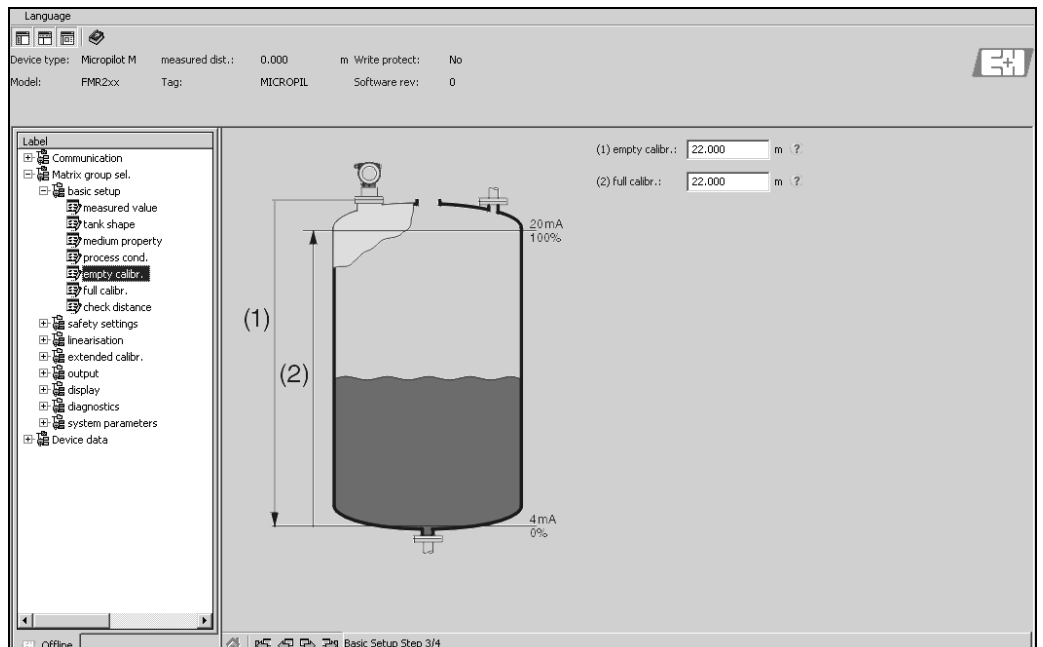 Language
Device type: Micropilot M measured dist.: 0.000 m Write protect: No
Model: FMR2xx Tag: MICROPIL Software rev: 0
Label
Communication
Matrix group sel.
basic setup
measured value
tank shape
medium property
process cond.
empty calibr.
full calibr.
check distance
safety settings
linearisation
extended calibr.
output
display
diagnostics
system parameters
Device data
(1) empty calibr.: 22.000 m ?
(2) full calibr.: 22.000 m ?
20mA
100%
(1)
(2)
4mA
0%
Offline
Basic Setup Step 3/4